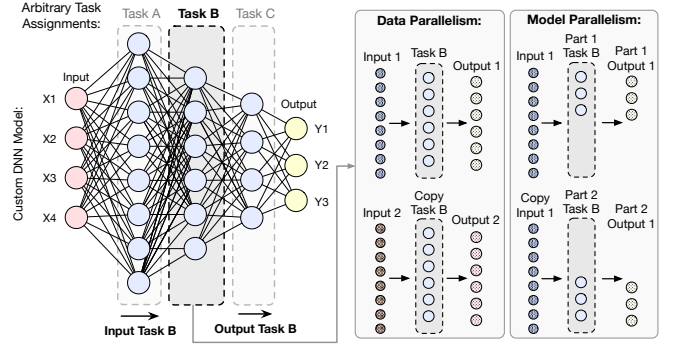 Arbitrary Task
Assignments:
Task A
Task B
Task C
Custom DNN Model:
Input
X1
X2
X3
X4
Output
Y1
Y2
Y3
Input Task B
Output Task B
Data Parallelism:
Input 1
Task B
Output 1
Input 2
Copy
Task B
Output 2
Model Parallelism:
Input 1
Part 1
Task B
Part 1
Output 1
Copy
Input 1
Part 2
Task B
Part 2
Output 1